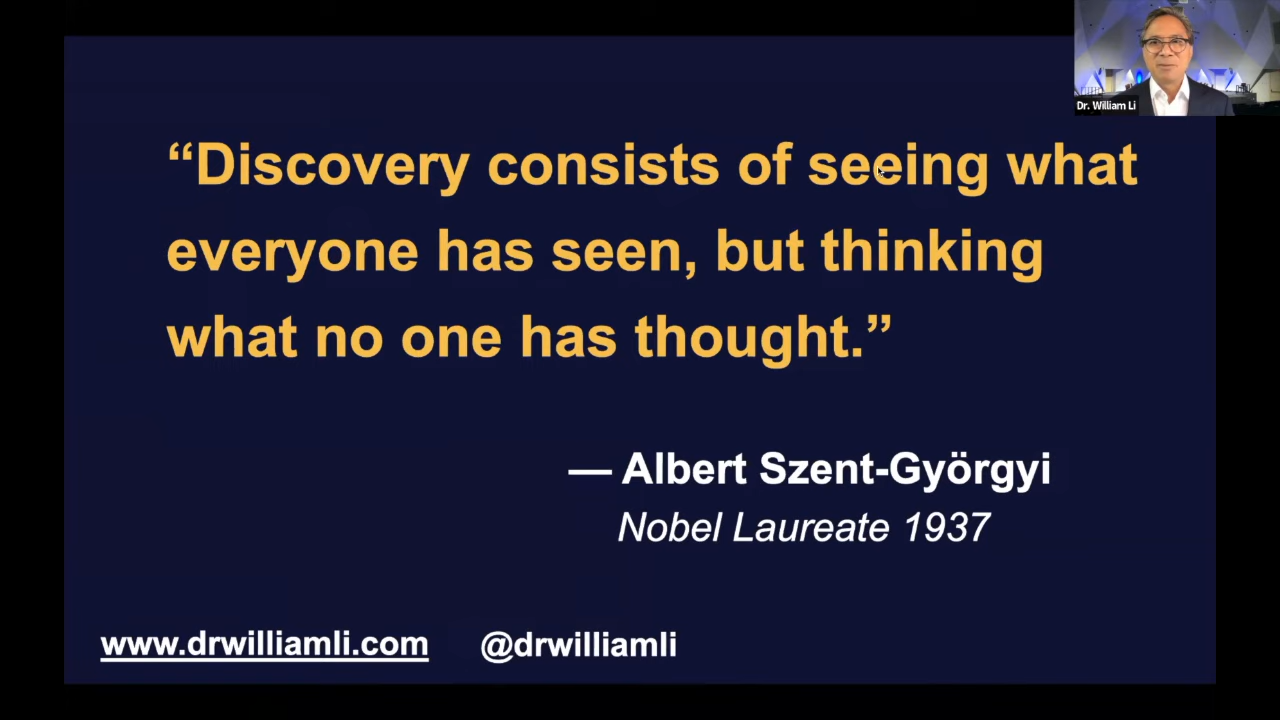 Dr. William Li
“Discovery consists of seeing what
everyone has seen, but thinking
what no one has thought.”
— Albert Szent-Györgyi
Nobel Laureate 1937
www.drwilliamli.com @drwilliamli